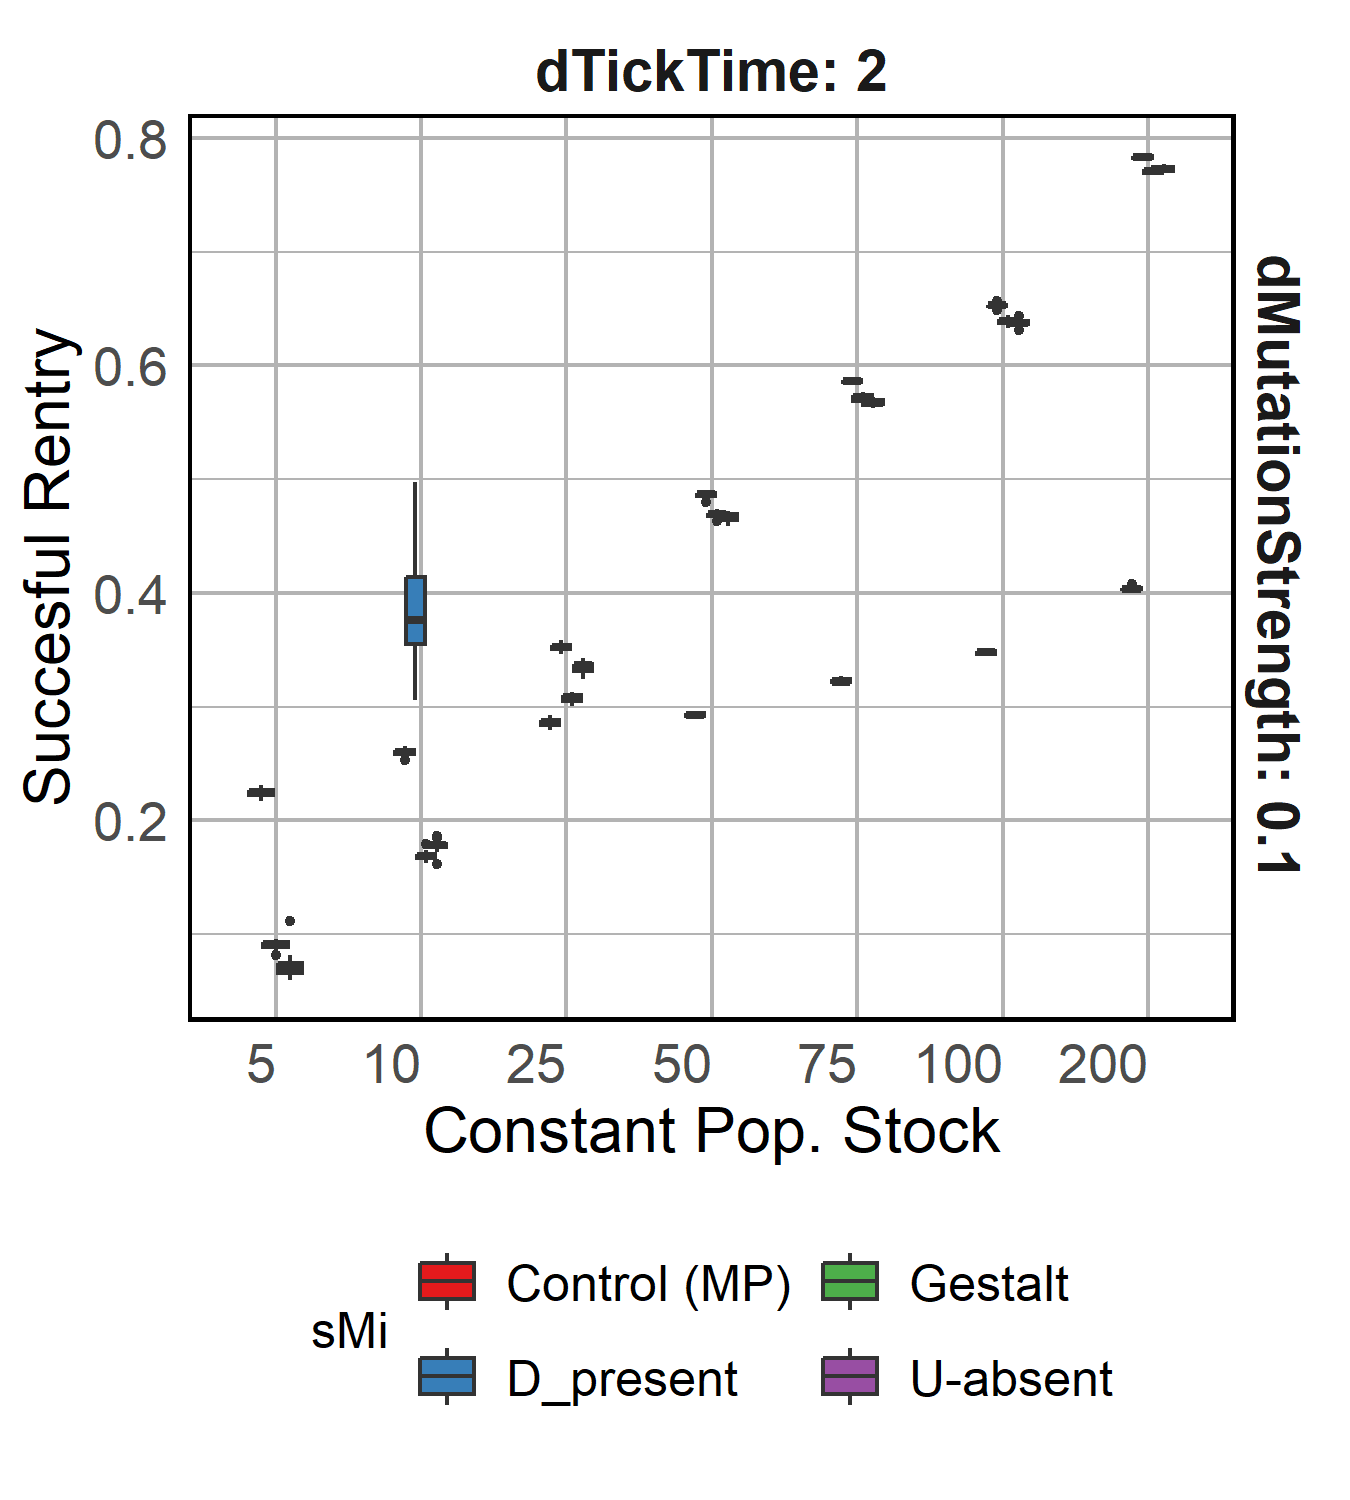 dTickTime: 2
0.8
0.6
0.4
0.2
Succesful Rentry
dMutationStrength: 0.1
5 10 25 50 75 100 200
Constant Pop. Stock
sMi
Control (MP) Gestalt
D_present U-absent